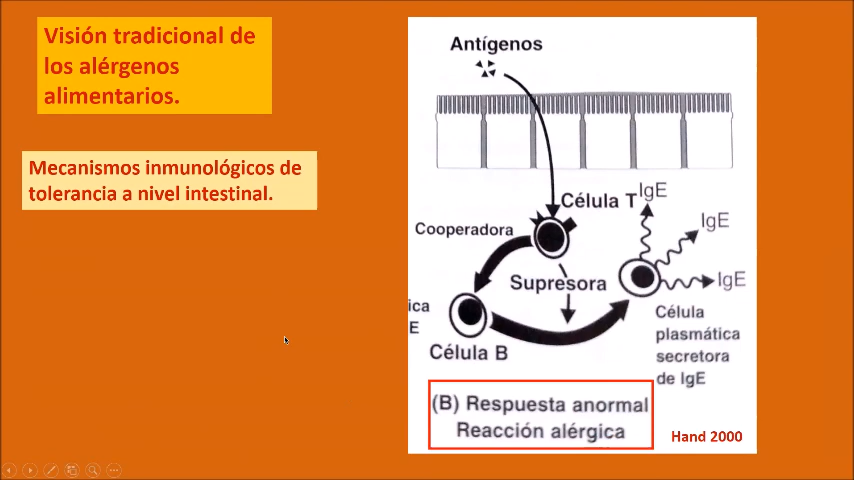 Visión tradicional de
los alérgenos
alimentarios.
Mecanismos inmunológicos de
tolerancia a nivel intestinal.
Antígenos
Célula T
IgE
IgE
IgE
Cooperadora
Supresora
ica
E
Célula B
Célula
plasmática
secretora
de IgE
(B) Respuesta anormal
Reacción alérgica
Hand 2000